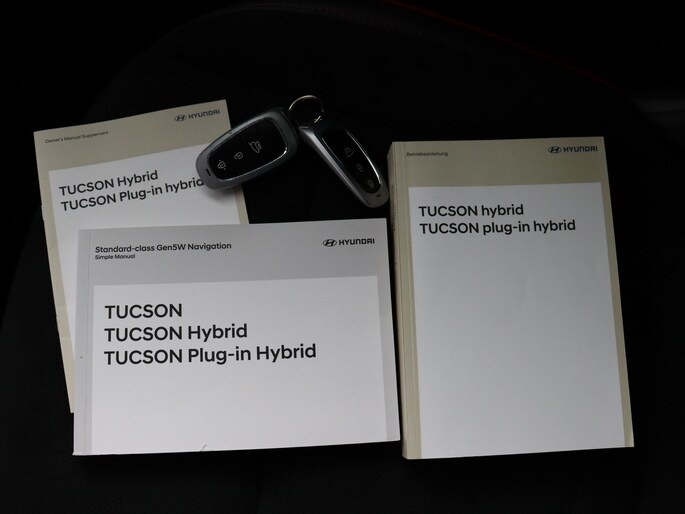 Owner's Manual Supplement
HYUNDAI
TUCSON Hybrid
TUCSON Plug-in hybrid
Standard-class Gen5W Navigation
Simple Manual
HYUNDAI
TUCSON
TUCSON Hybrid
TUCSON Plug-in Hybrid
Betriebsanleitung
HYUNDAI
TUCSON hybrid
TUCSON plug-in hybrid